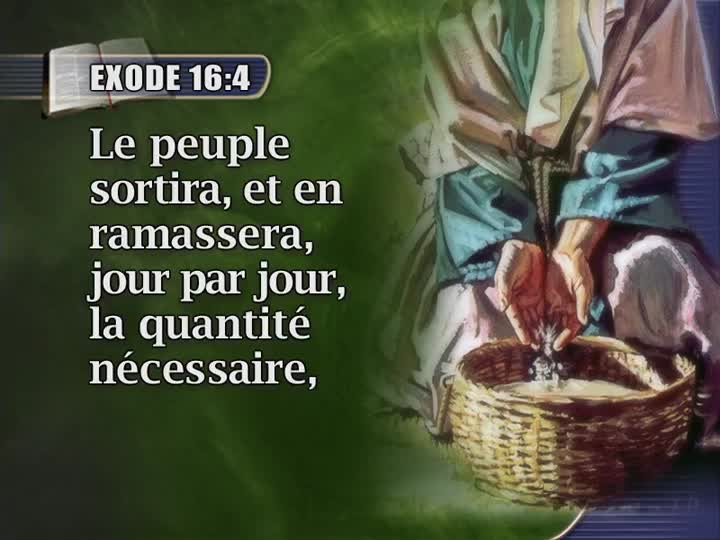 EXODE 16:4
Le peuple
sortira, et en
ramassera,
jour par jour,
la quantité
nécessaire,